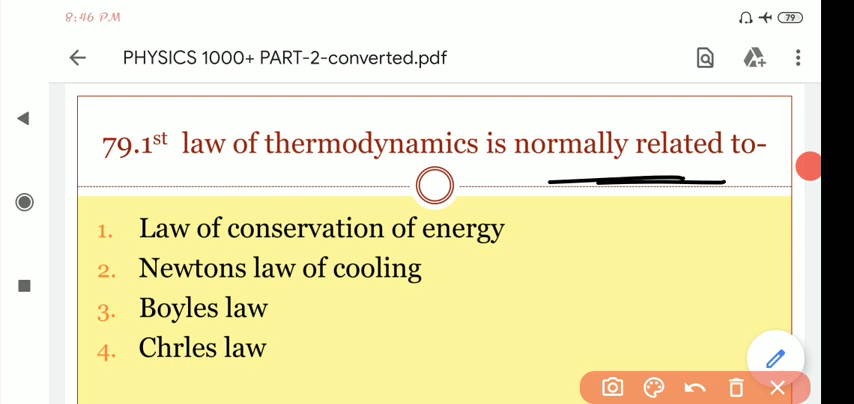 8:46 PM
79
PHYSICS 1000+ PART-2-converted.pdf
79.1st law of thermodynamics is normally related to-
1. Law of conservation of energy
2. Newtons law of cooling
3. Boyles law
4. Chrles law